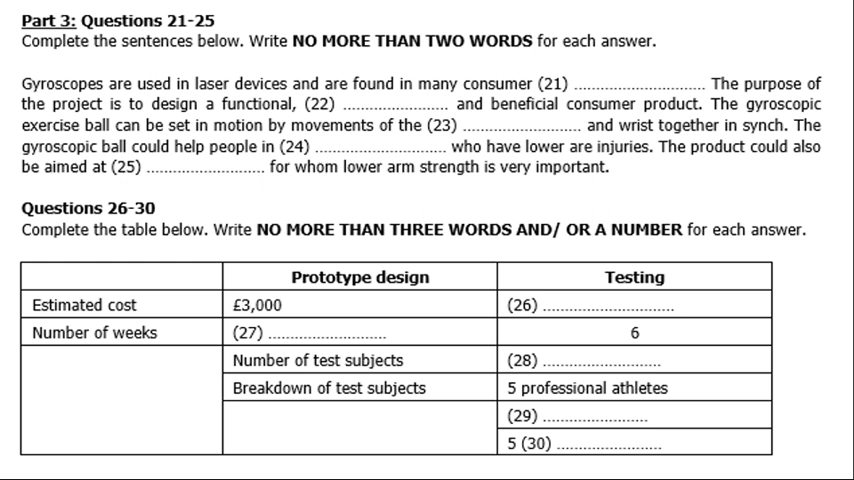 Part 3: Questions 21-25
Complete the sentences below. Write NO MORE THAN TWO WORDS for each answer.
Gyroscopes are used in laser devices and are found in many consumer (21) .............................. The purpose of
the project is to design a functional, (22) ........................ and beneficial consumer product. The gyroscopic
exercise ball can be set in motion by movements of the (23) ........................... and wrist together in synch. The
gyroscopic ball could help people in (24) .............................. who have lower are injuries. The product could also
be aimed at (25) ........................... for whom lower arm strength is very important.
Questions 26-30
Complete the table below. Write NO MORE THAN THREE WORDS AND/ OR A NUMBER for each answer.
Prototype design Testing
Estimated cost £3,000 (26) ..............................
Number of weeks (27) ........................... 6
Number of test subjects (28) ...........................
Breakdown of test subjects 5 professional athletes
(29) ........................
5 (30) ........................